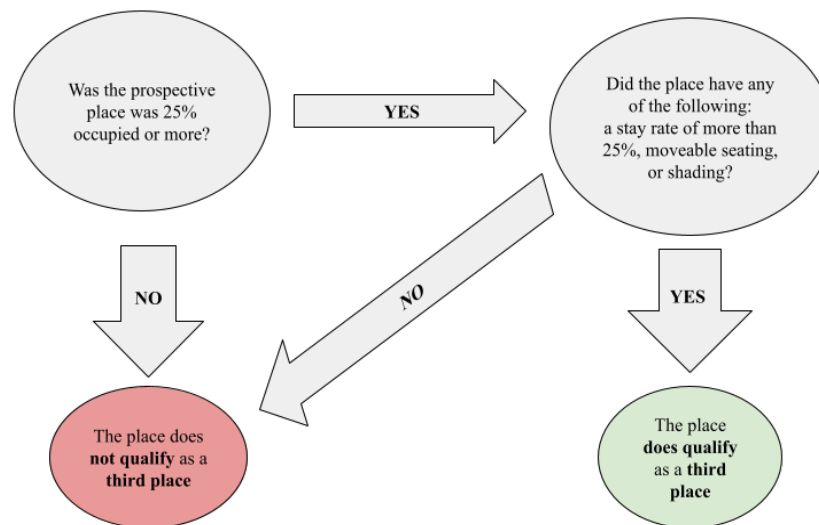 Was the prospective
place was 25%
occupied or more?
YES
Did the place have any
of the following:
a stay rate of more than
25%, moveable seating,
or shading?
NO
NO
YES
The place does
not qualify as a
third place
The place
does qualify
as a third
place